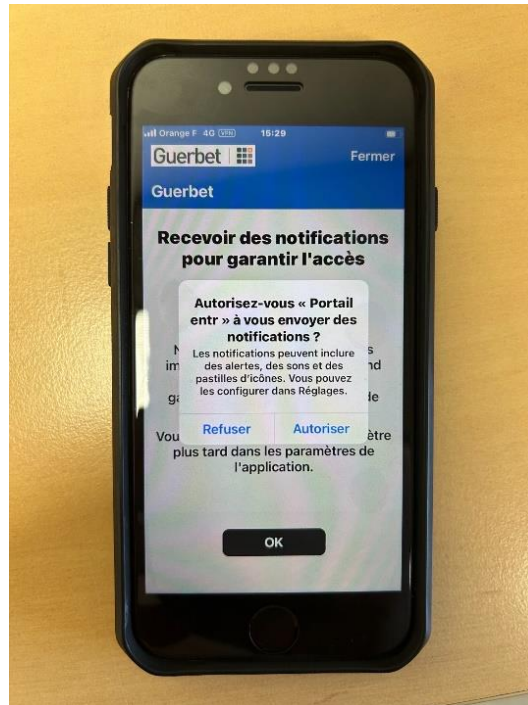 Orange F 4G VPN 15:29
Guerbet Fermer
Guerbet
Recevoir des notifications
pour garantir l'accès
Autorisez-vous « Portail
entr » à vous envoyer des
notifications ?
Les notifications peuvent inclure
des alertes, des sons et des
pastilles d'icônes. Vous pouvez
les configurer dans Réglages.
Refuser Autoriser
plus tard dans les paramètres de
l'application.
OK